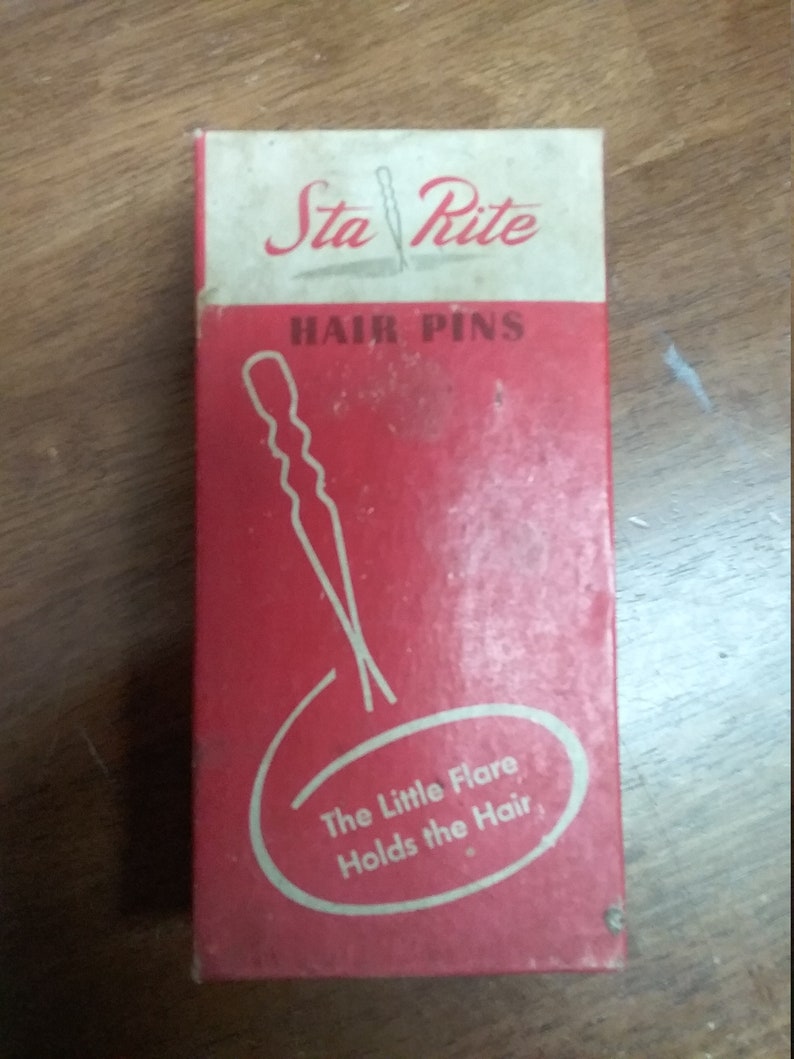 Sta Rite
HAIR PINS
The Little Flare
Holds the Hair